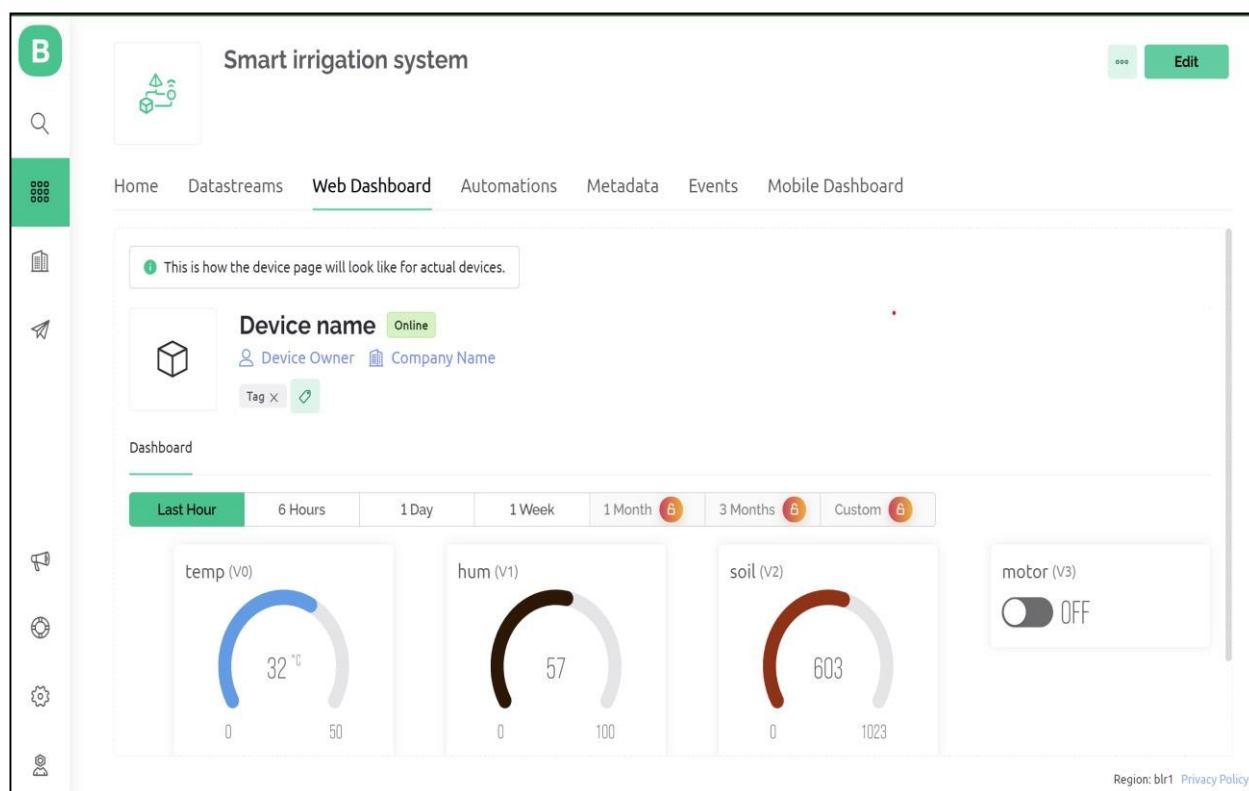 B
Smart irrigation system
Edit
Home Datastreams Web Dashboard Automations Metadata Events Mobile Dashboard
This is how the device page will look like for actual devices.
Device name Online
Device Owner Company Name
Tag
Dashboard
Last Hour 6 Hours 1 Day 1 Week 1 Month 3 Months Custom
temp (V0) hum (V1) soil (V2) motor (V3)
OFF
32 °C 57 603
0 50 0 100 0 1023
Region: blr1 Privacy Policy